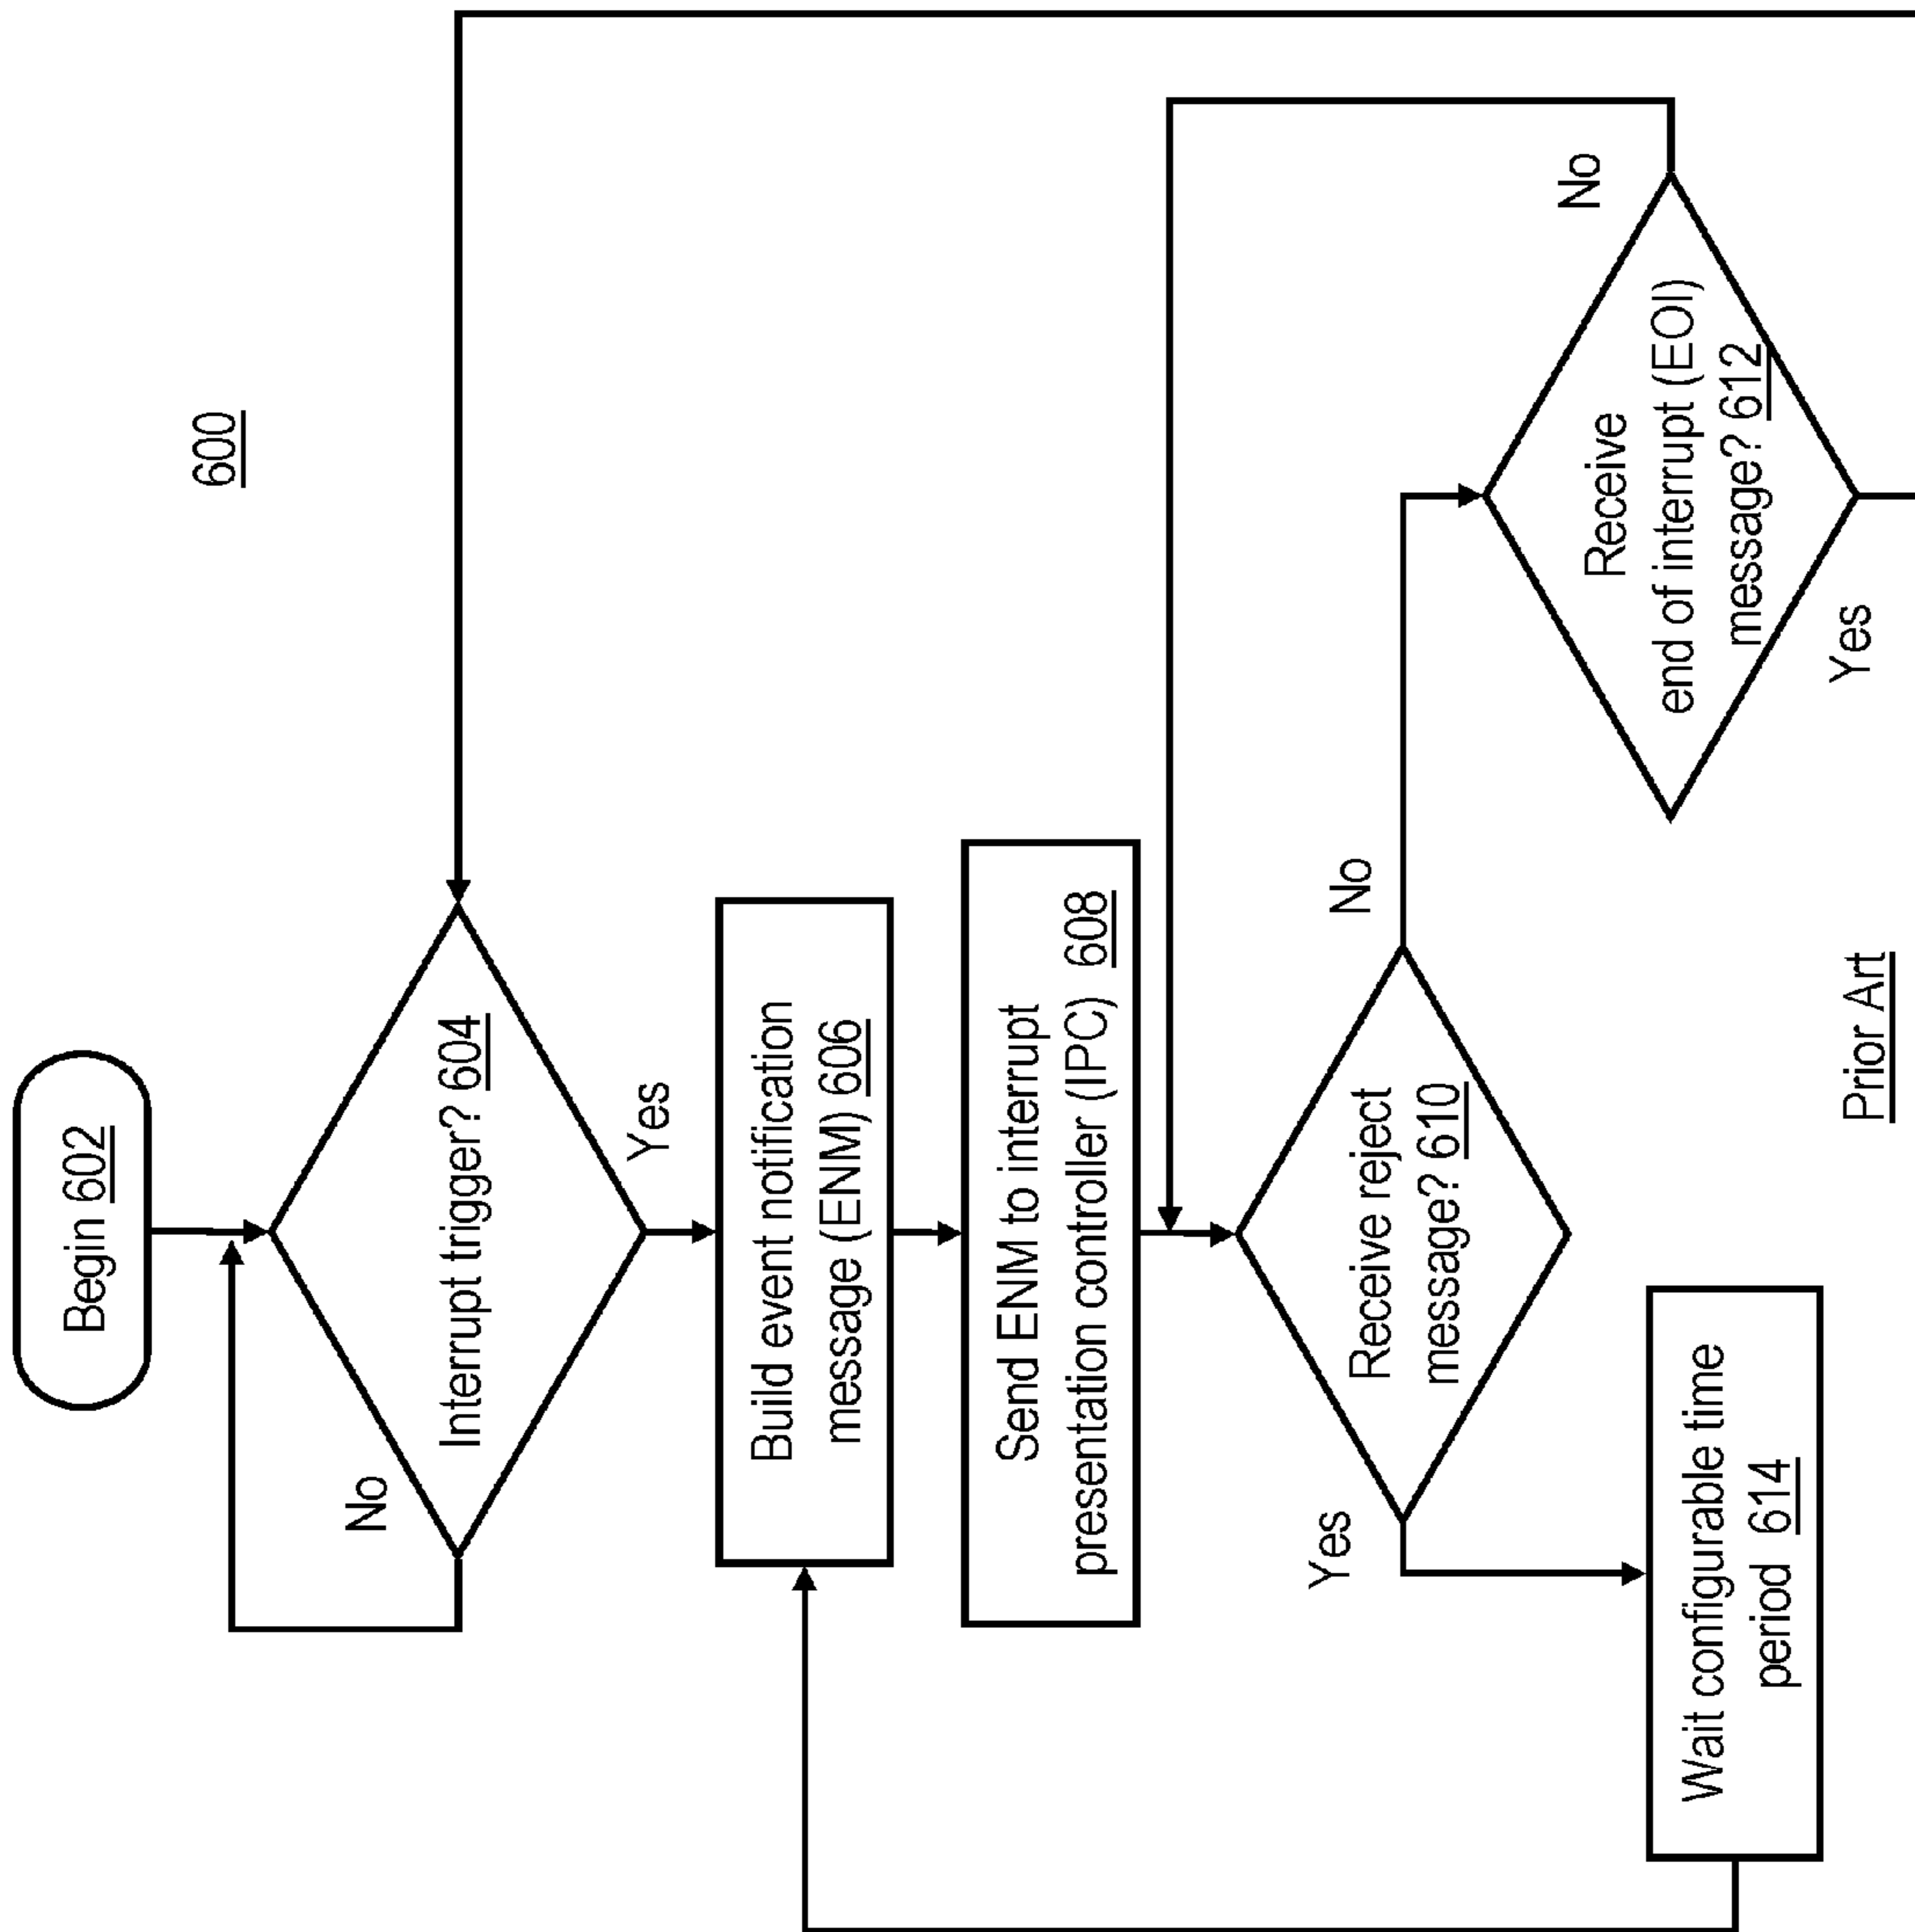 600
Begin 602
Interrupt trigger? 604
No
Yes
Build event notification
message (ENM) 606
Send ENM to interrupt
presentation controller (IPC) 608
Receive reject
message? 610
Yes
No
Wait configurable time
period 614
Receive
end of interrupt (EOI)
message? 612
No
Yes
Prior Art